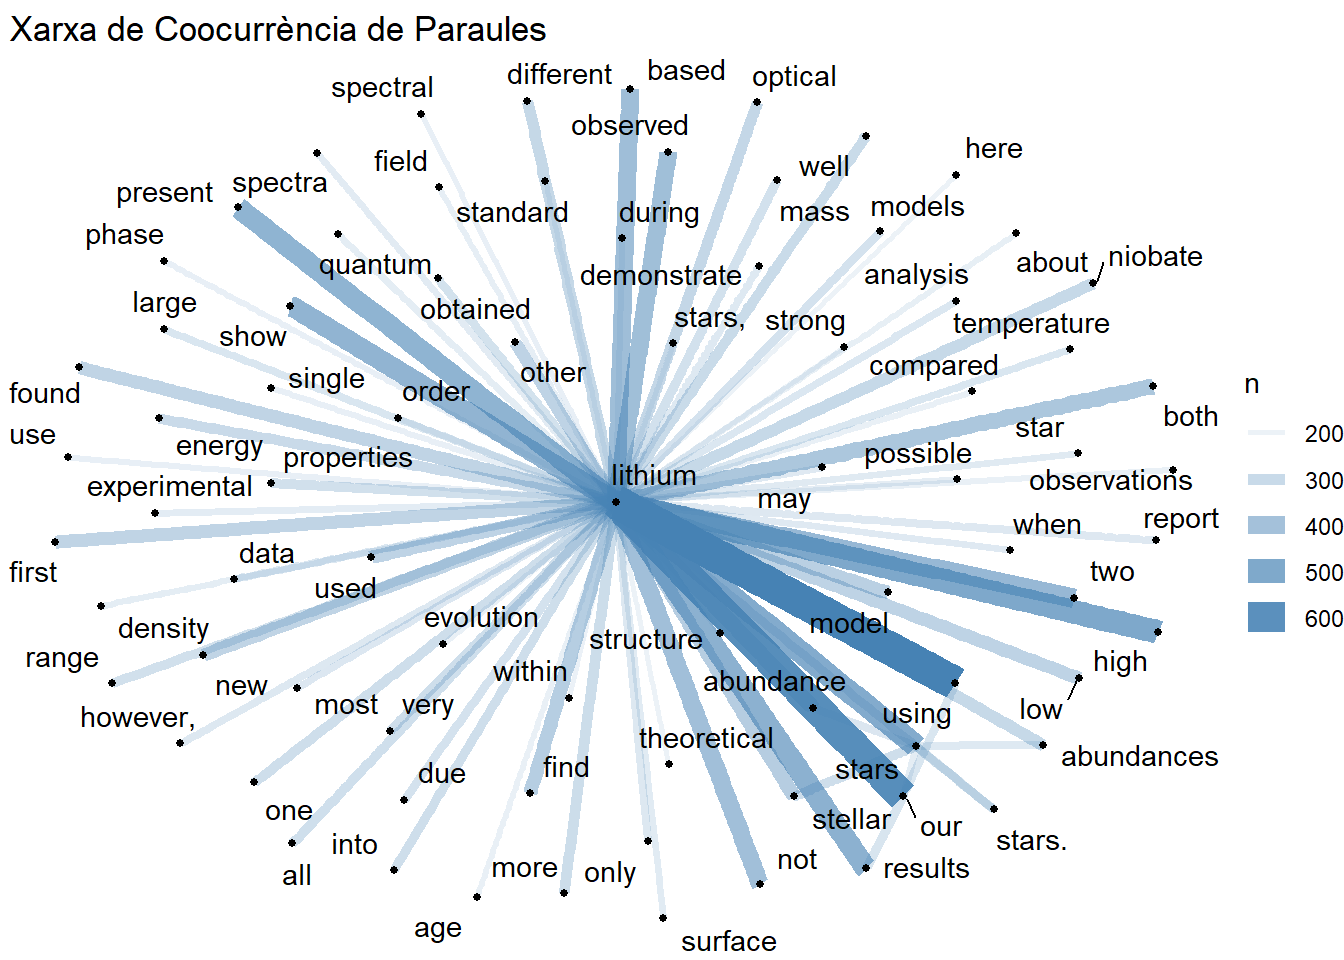 Xarxa de Coocurrència de Paraules
different
based
optical
spectral
observed
here
field
well
present
spectra
standard
during
mass
models
phase
quantum
demonstrate
analysis
about
niobate
large
obtained
show
stars,
strong
temperature
other
compared
single
order
found
n
both
use
star
200
energy
properties
possible
lithium
300
experimental
observations
may
400
when
report
first
data
two
500
used
density
evolution
structure
model
600
range
within
high
new
abundance
however,
most
very
low
using
theoretical
abundances
due
find
stars
one
stellar
our
into
stars.
all
more
only
not
results
age
surface